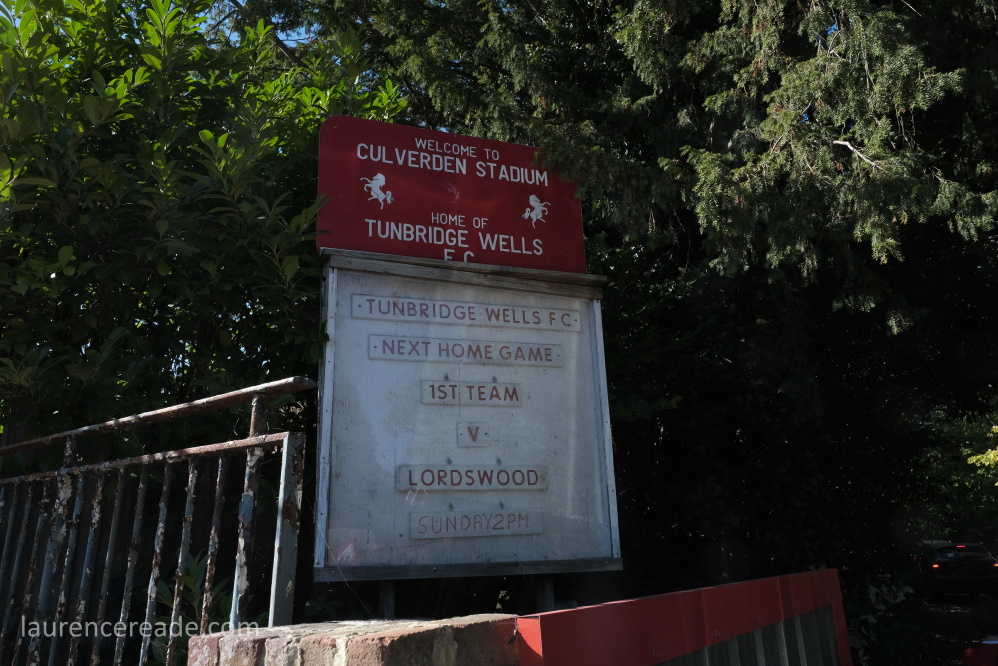 WELCOME TO
CULVERDEN STADIUM
HOME OF
TUNBRIDGE WELLS
F.C.
TUNBRIDGE WELLS F C
NEXT HOME GAME
1ST TEAM
V
LORDSWOOD
SUNDAY 2PM
laurencereade.com